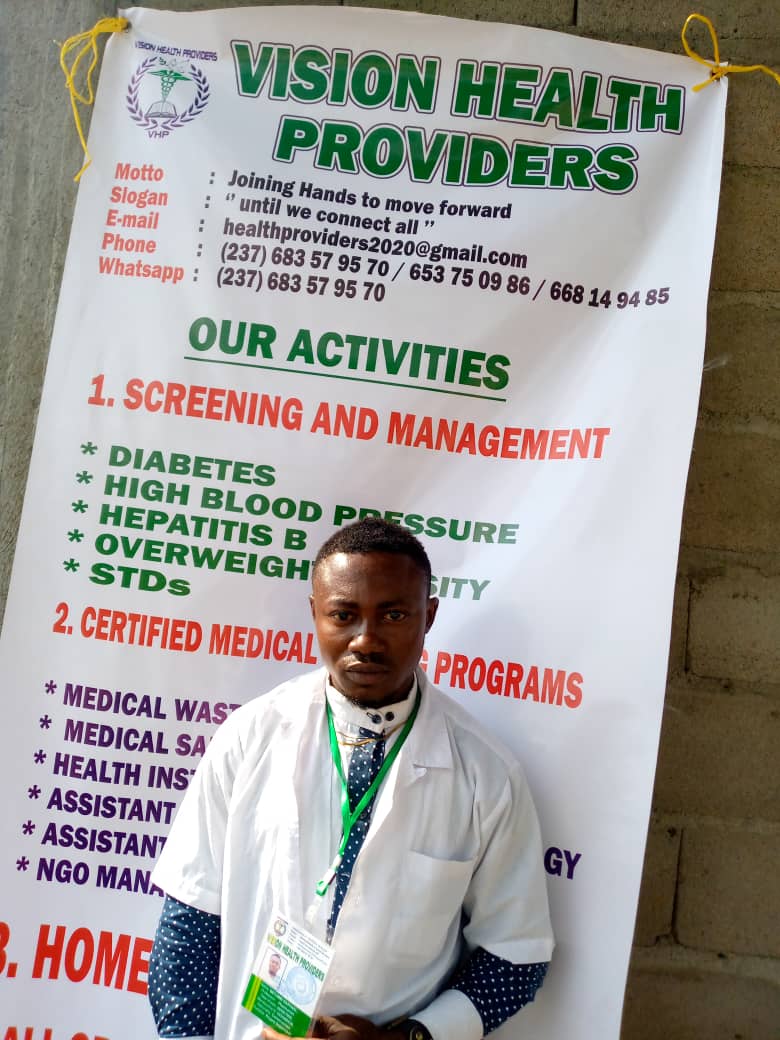 VISION HEALTH PROVIDERS
VHP
VISION HEALTH
PROVIDERS
Motto : Joining Hands to move forward
Slogan : “ until we connect all ”
E-mail : healthproviders2020@gmail.com
Phone : (237) 683 57 95 70 / 653 75 09 86 / 668 14 94 85
Whatsapp : (237) 683 57 95 70
OUR ACTIVITIES
1. SCREENING AND MANAGEMENT
* DIABETES
* HIGH BLOOD PRESSURE
* HEPATITIS B
* OVERWEIGHT SITY
* STDs
2. CERTIFIED MEDICAL G PROGRAMS
* MEDICAL WAST
* MEDICAL SA
* HEALTH INS
* ASSISTANT
* ASSISTANT GY
* NGO MANA
3. HOME
VISION HEALTH PROVIDERS